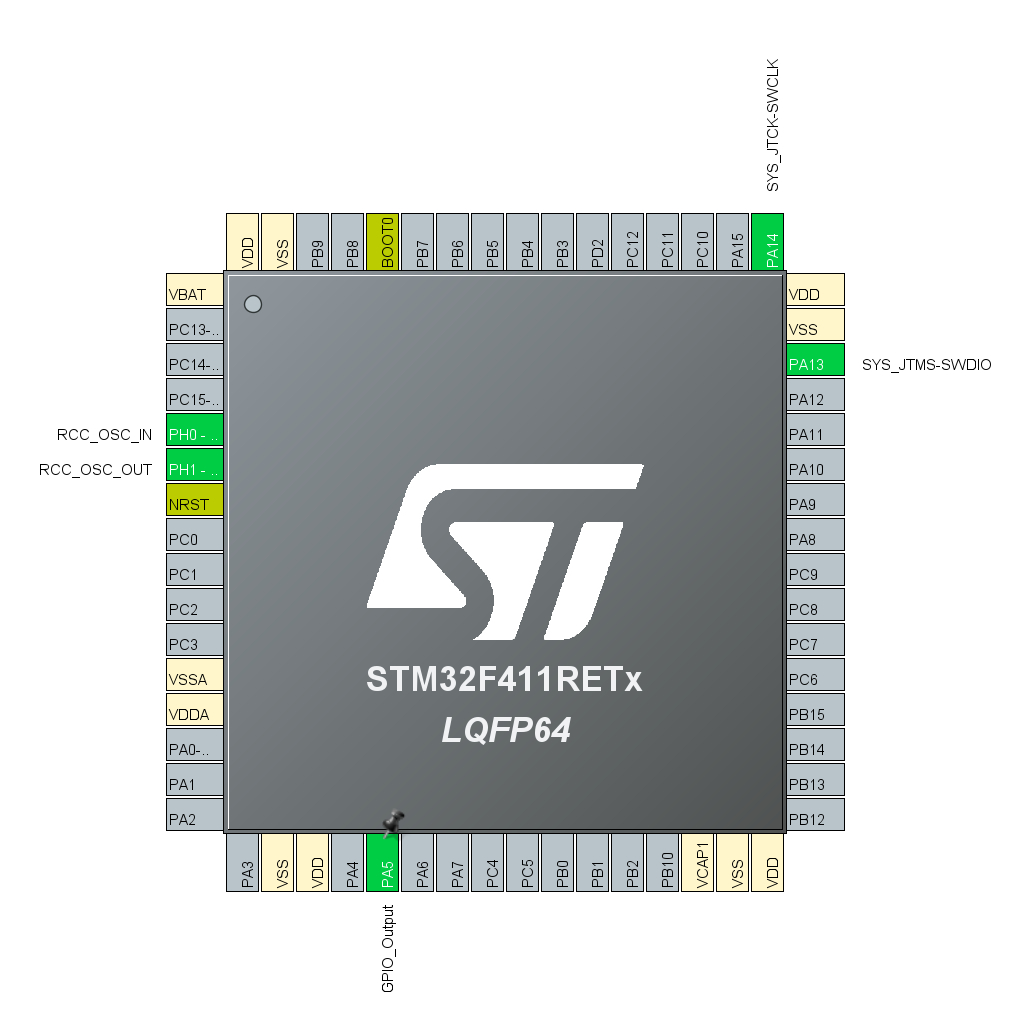 SYS_JTCK-SWCLK
VDD
VSS
PB9
PB8
BOOT0
PB7
PB6
PB5
PB4
PB3
PD2
PC12
PC11
PC10
PA15
PA14
VBAT
PC13-..
PC14-..
PC15-..
RCC_OSC_IN PH0 - ..
RCC_OSC_OUT PH1 - ..
NRST
PC0
PC1
PC2
PC3
VSSA
VDDA
PA0-..
PA1
PA2
VDD
VSS
PA13 SYS_JTMS-SWDIO
PA12
PA11
PA10
PA9
PA8
PC9
PC8
PC7
PC6
PB15
PB14
PB13
PB12
ST
STM32F411RETx
LQFP64
PA3
VSS
VDD
PA4
PA5
PA6
PA7
PC4
PC5
PB0
PB1
PB2
PB10
VCAP1
VSS
VDD
GPIO_Output